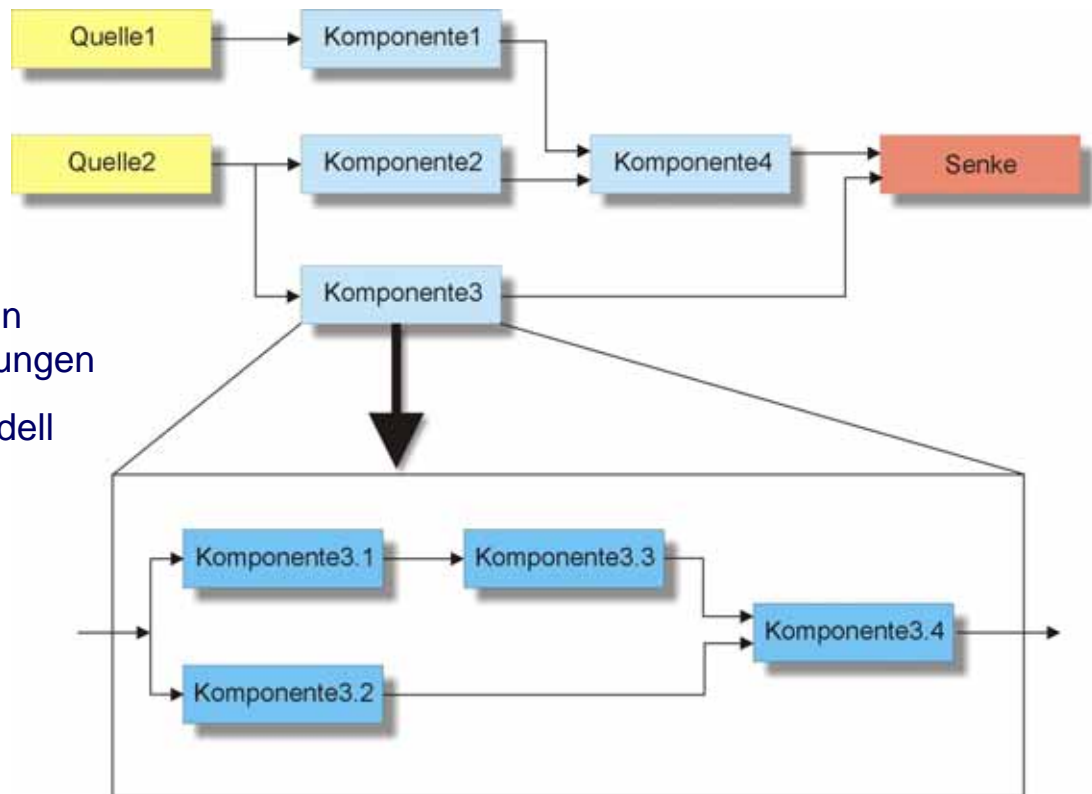 Quelle1
Komponente1
Quelle2
Komponente2
Komponente4
Senke
Komponente3
n
ungen
dell
Komponente3.1
Komponente3.3
Komponente3.4
Komponente3.2